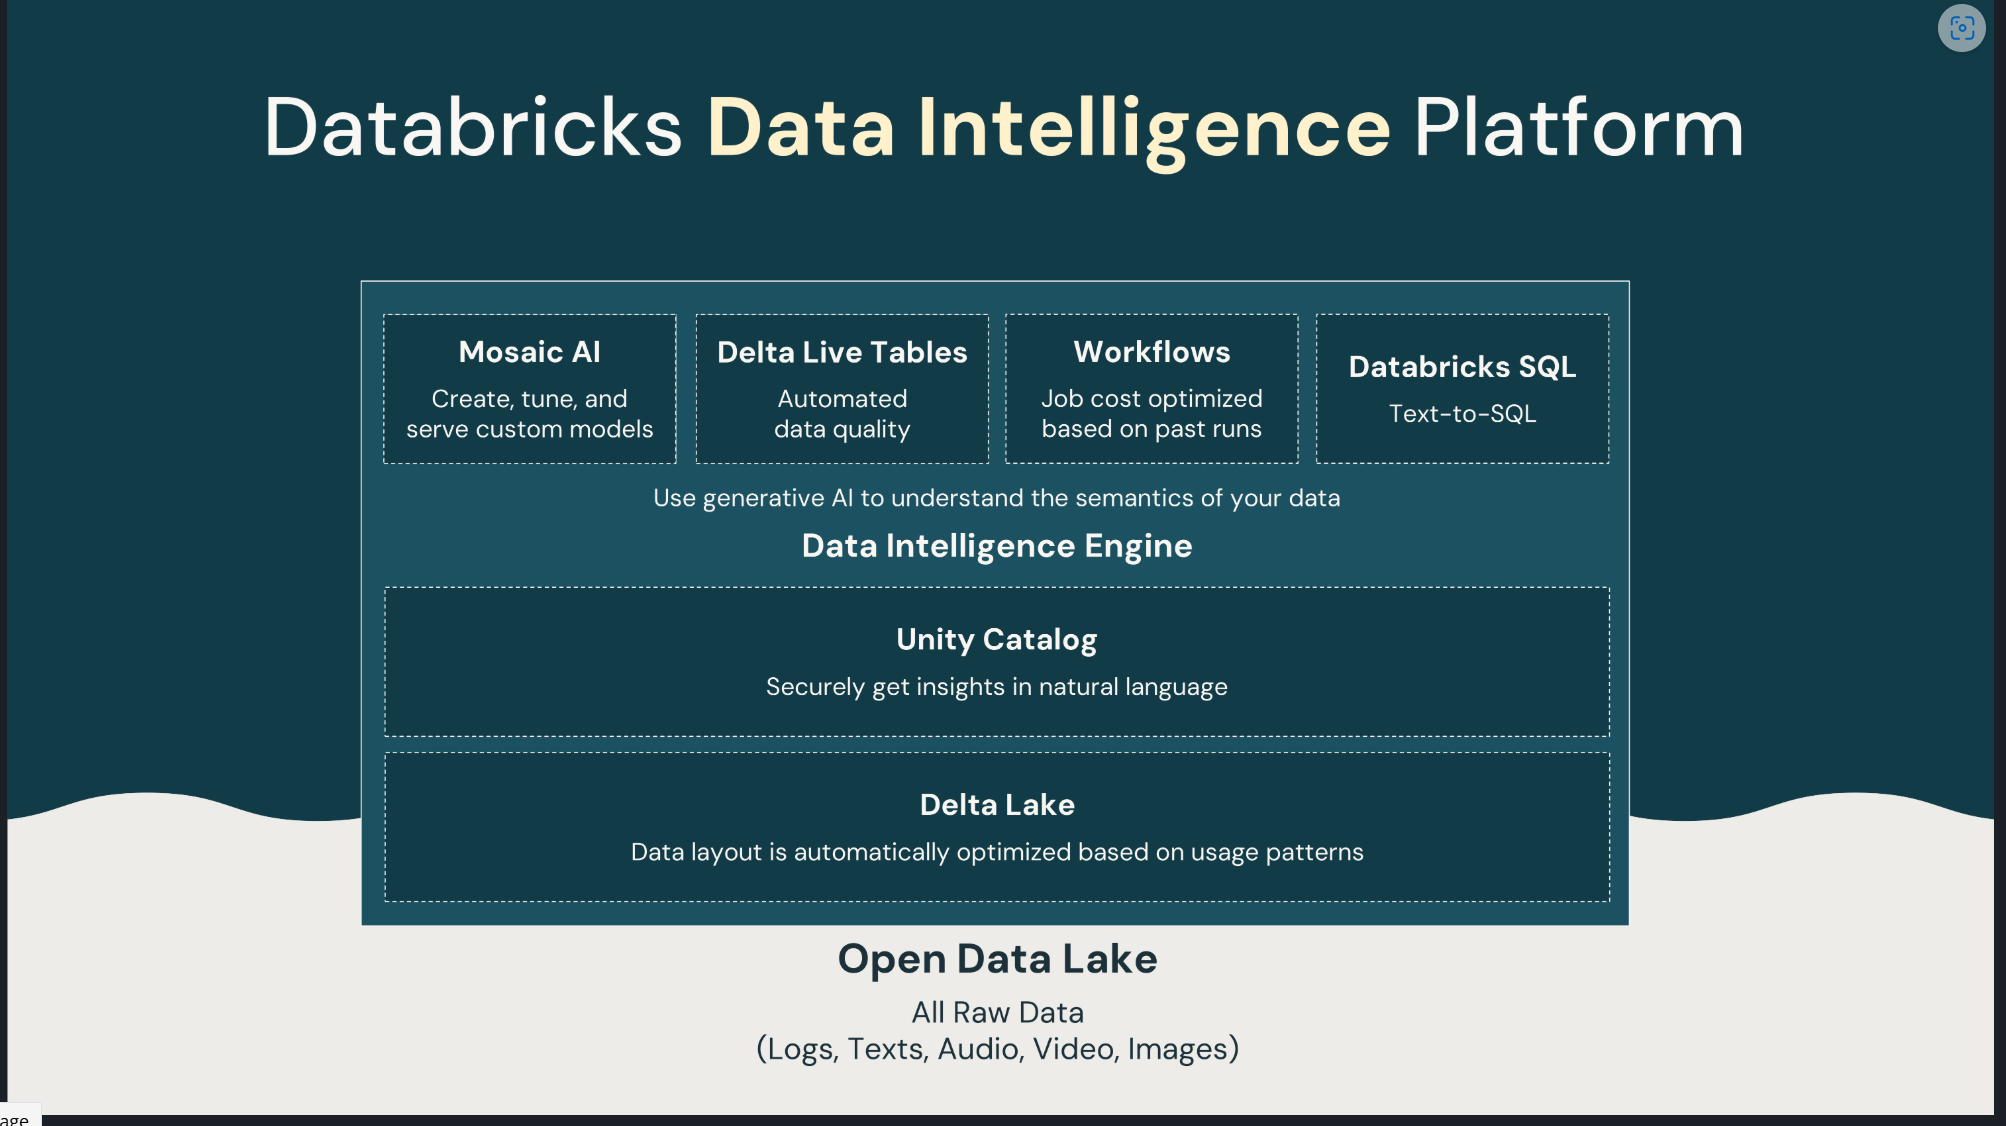 Databricks Data Intelligence Platform
Mosaic AI
Create, tune, and
serve custom models
Delta Live Tables
Automated
data quality
Workflows
Job cost optimized
based on past runs
Databricks SQL
Text-to-SQL
Use generative AI to understand the semantics of your data
Data Intelligence Engine
Unity Catalog
Securely get insights in natural language
Delta Lake
Data layout is automatically optimized based on usage patterns
Open Data Lake
All Raw Data
(Logs, Texts, Audio, Video, Images)
age